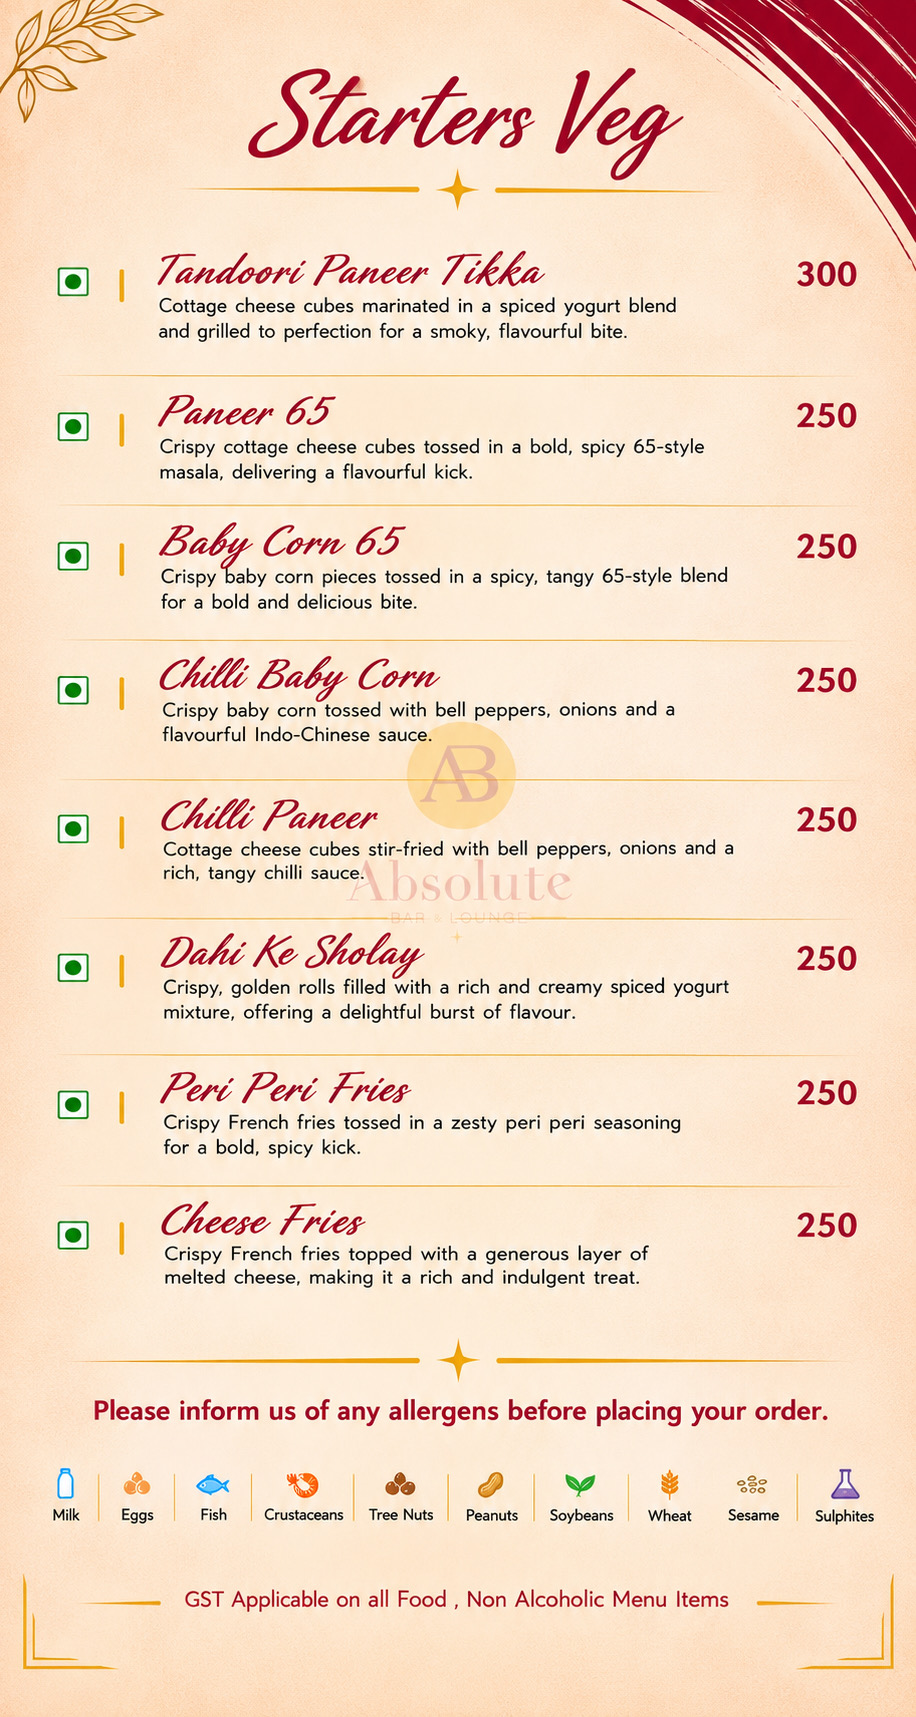 Starters Veg
Tandoori Paneer Tikka 300
Cottage cheese cubes marinated in a spiced yogurt blend
and grilled to perfection for a smoky, flavourful bite.
Paneer 65 250
Crispy cottage cheese cubes tossed in a bold, spicy 65-style
masala, delivering a flavourful kick.
Baby Corn 65 250
Crispy baby corn pieces tossed in a spicy, tangy 65-style blend
for a bold and delicious bite.
Chilli Baby Corn 250
Crispy baby corn tossed with bell peppers, onions and a
flavourful Indo-Chinese sauce.
AB
Chilli Paneer 250
Cottage cheese cubes stir-fried with bell peppers, onions and a
rich, tangy chilli sauce.
Absolute
BAR & LOUNGE
Dahi Ke Sholay 250
Crispy, golden rolls filled with a rich and creamy spiced yogurt
mixture, offering a delightful burst of flavour.
Peri Peri Fries 250
Crispy French fries tossed in a zesty peri peri seasoning
for a bold, spicy kick.
Cheese Fries 250
Crispy French fries topped with a generous layer of
melted cheese, making it a rich and indulgent treat.
Please inform us of any allergens before placing your order.
Milk Eggs Fish Crustaceans Tree Nuts Peanuts Soybeans Wheat Sesame Sulphites
GST Applicable on all Food , Non Alcoholic Menu Items